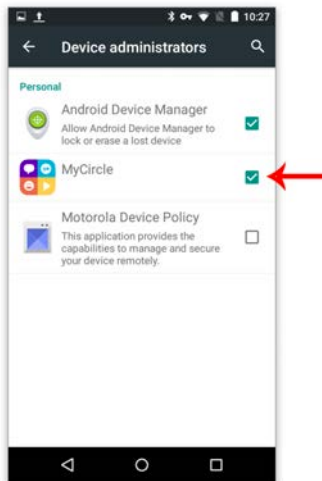 10:27
Device administrators
Personal
Android Device Manager
Allow Android Device Manager to
lock or erase a lost device
MyCircle
Motorola Device Policy
This application provides the
capabilities to manage and secure
your device remotely.